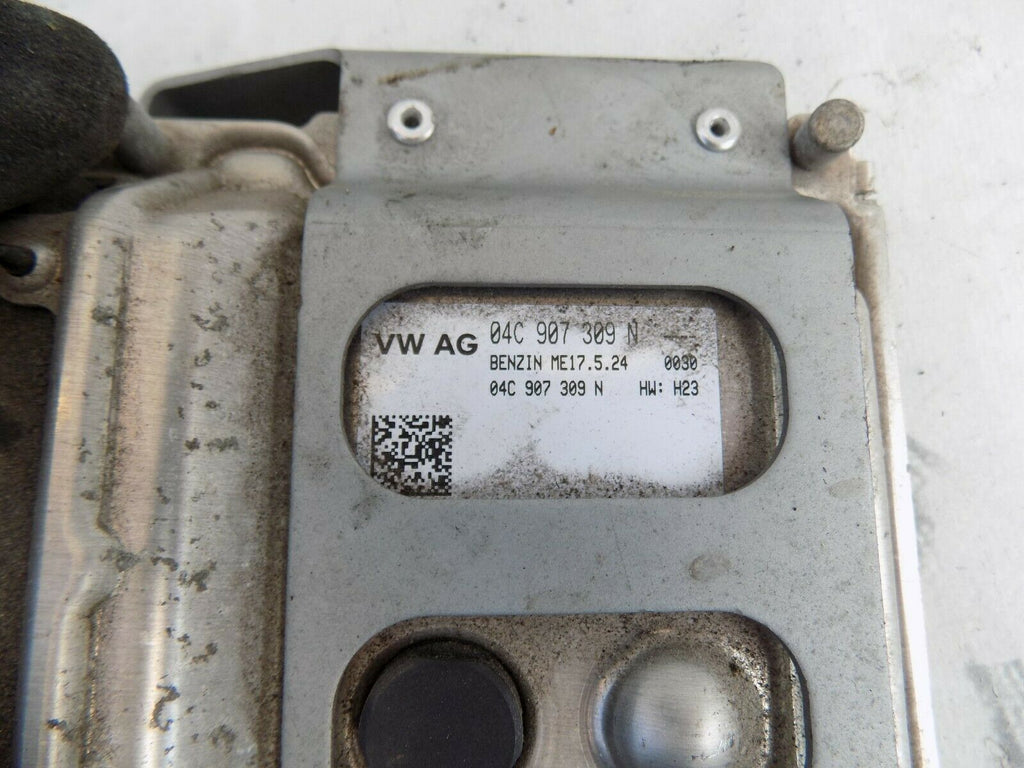 VW AG 04C 907 309 N
BENZIN ME17.5.24 0030
04C 907 309 N HW: H23